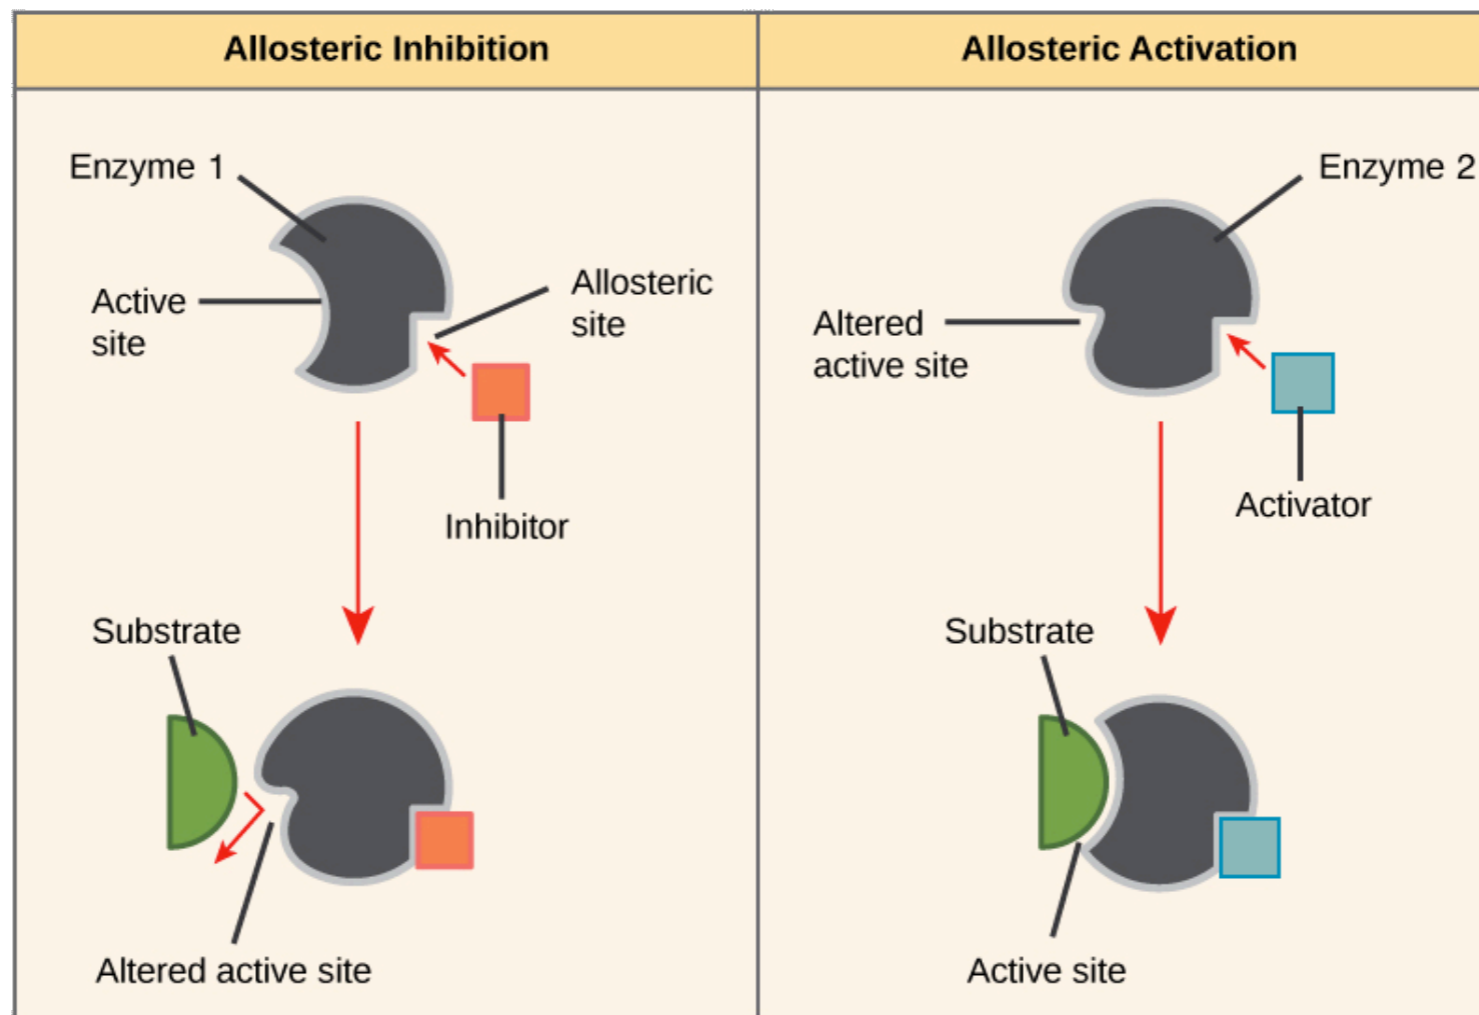 Allosteric Inhibition
Enzyme 1
Active
site
Allosteric
site
Inhibitor
Substrate
Altered active site
Allosteric Activation
Enzyme 2
Altered
active site
Activator
Substrate
Active site